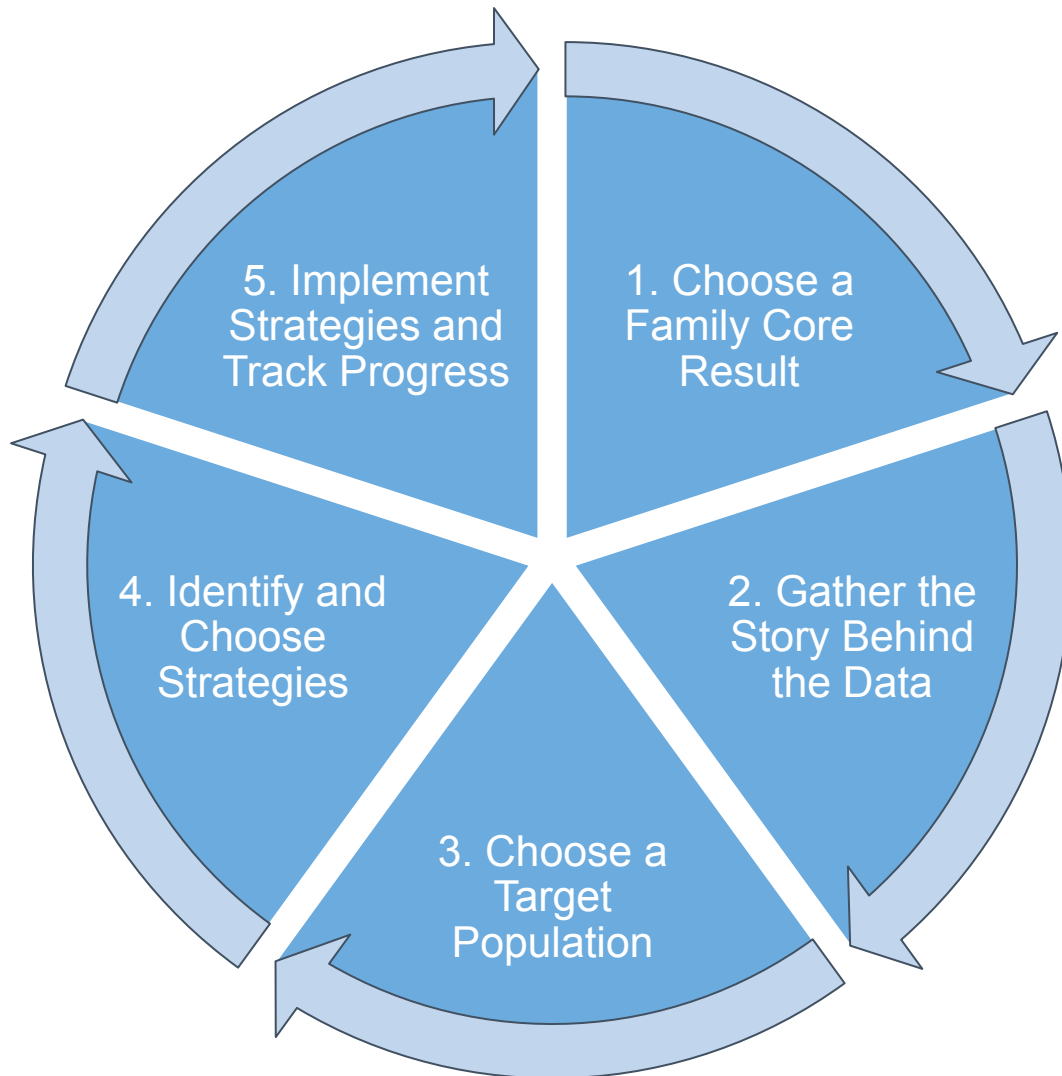 1. Choose a
Family Core
Result
2. Gather the
Story Behind
the Data
3. Choose a
Target
Population
4. Identify and
Choose
Strategies
5. Implement
Strategies and
Track Progress